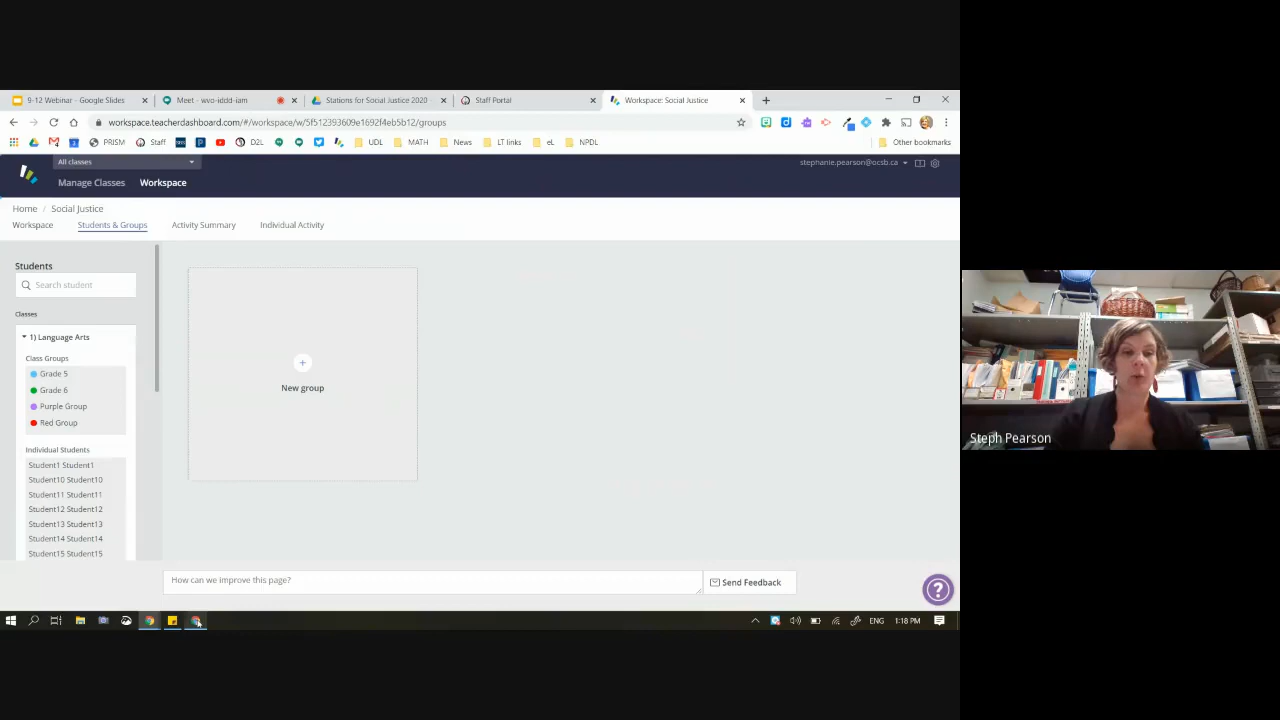 9-12 Webinar - Google Slides
Meet - wvo-iddd-iam
Stations for Social Justice 2020
Staff Portal
Workspace: Social Justice
workspace.teacherdashboard.com/#/workspace/w/5f512393609e1692f4eb5b12/groups
PRISM
Staff
D2L
UDL
MATH
News
LT links
eL
NPDL
Other bookmarks
All classes
stephanie.pearson@ocsb.ca
Manage Classes
Workspace
Home / Social Justice
Workspace
Students & Groups
Activity Summary
Individual Activity
Students
Search student
Classes
1) Language Arts
Class Groups
Grade 5
Grade 6
Purple Group
Red Group
Individual Students
Student1 Student1
Student10 Student10
Student11 Student11
Student12 Student12
Student13 Student13
Student14 Student14
Student15 Student15
+
New group
How can we improve this page?
Send Feedback
?
ENG
1:18 PM
Steph Pearson